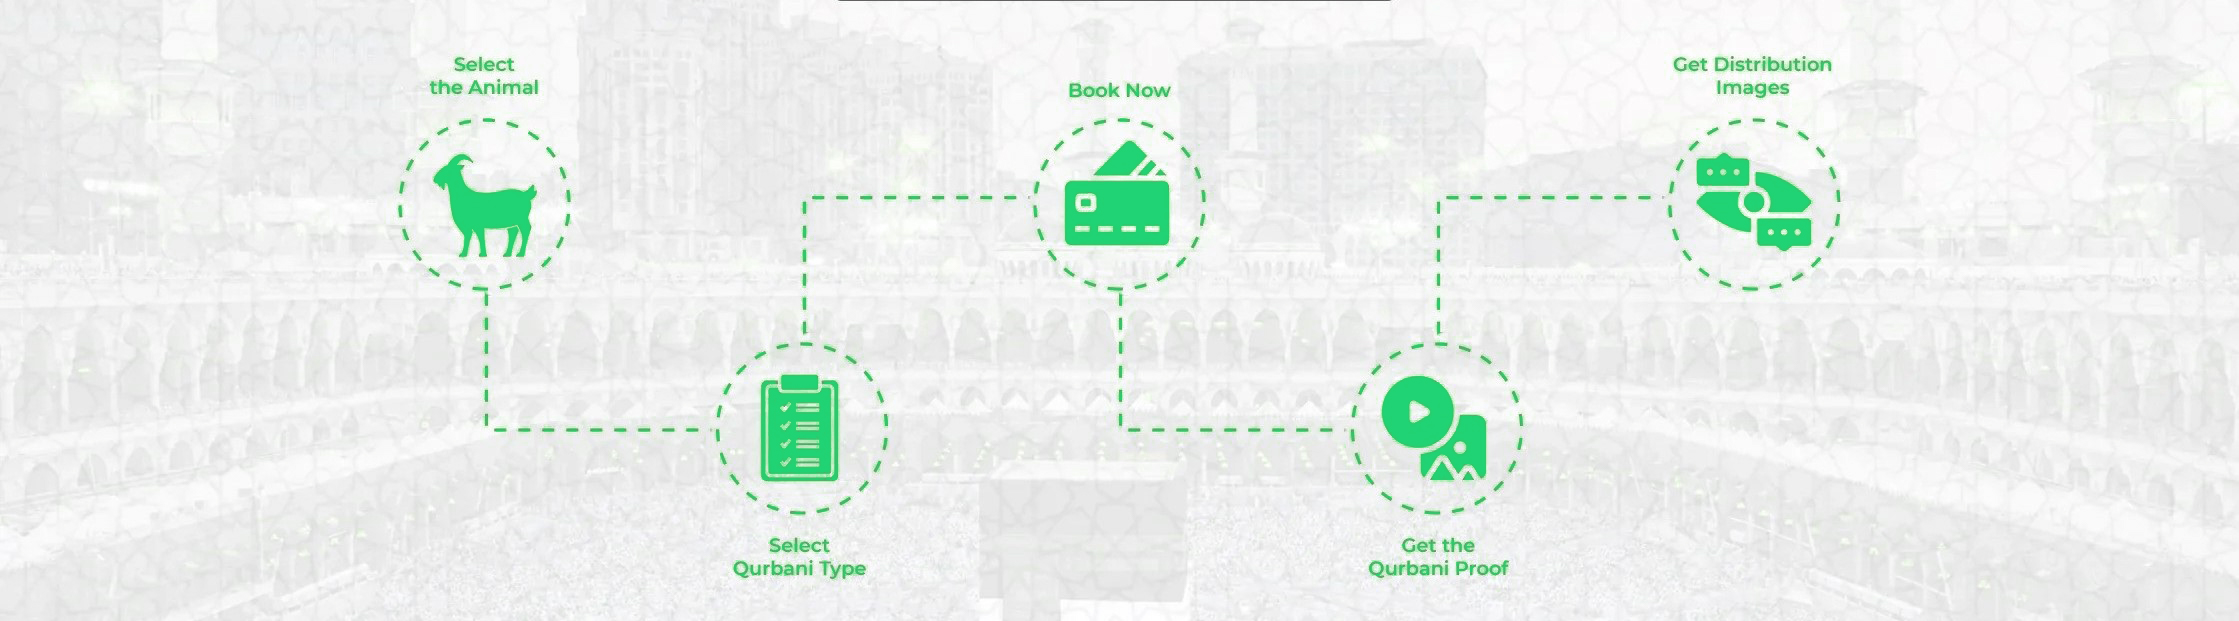 Select
the Animal
Select
Qurbani Type
Book Now
Get the
Qurbani Proof
Get Distribution
Images